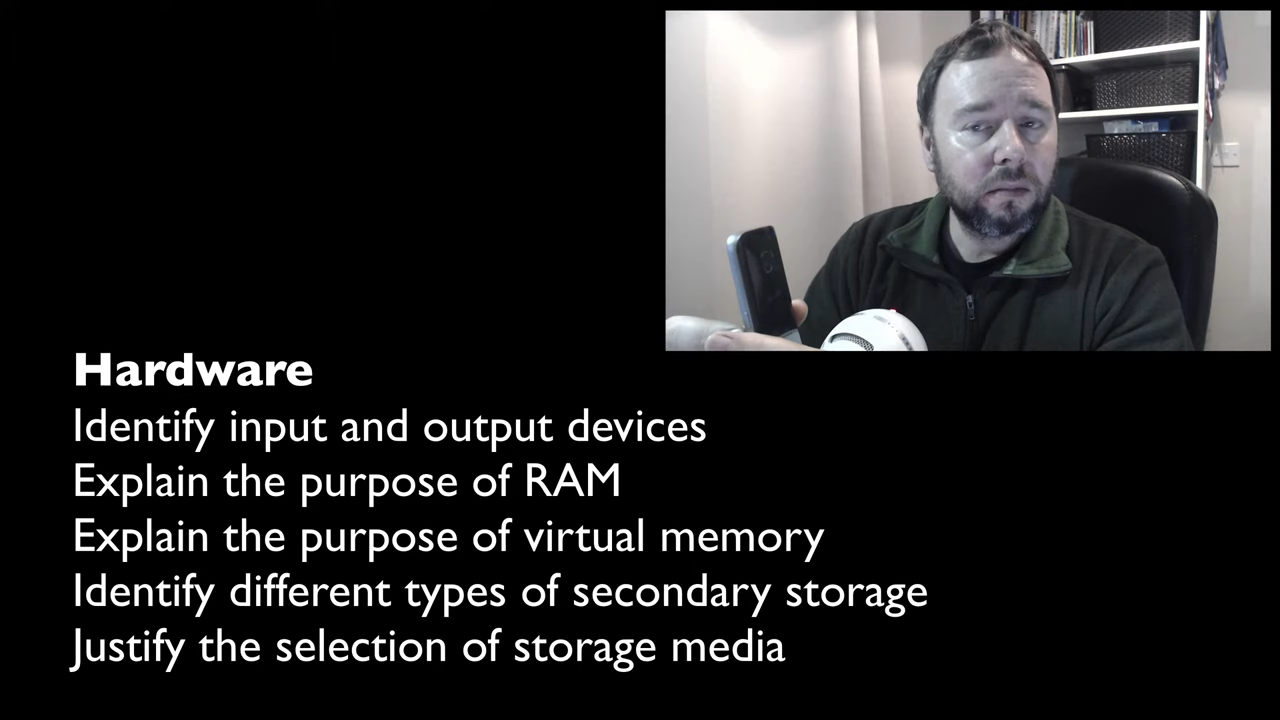 Hardware
Identify input and output devices
Explain the purpose of RAM
Explain the purpose of virtual memory
Identify different types of secondary storage
Justify the selection of storage media